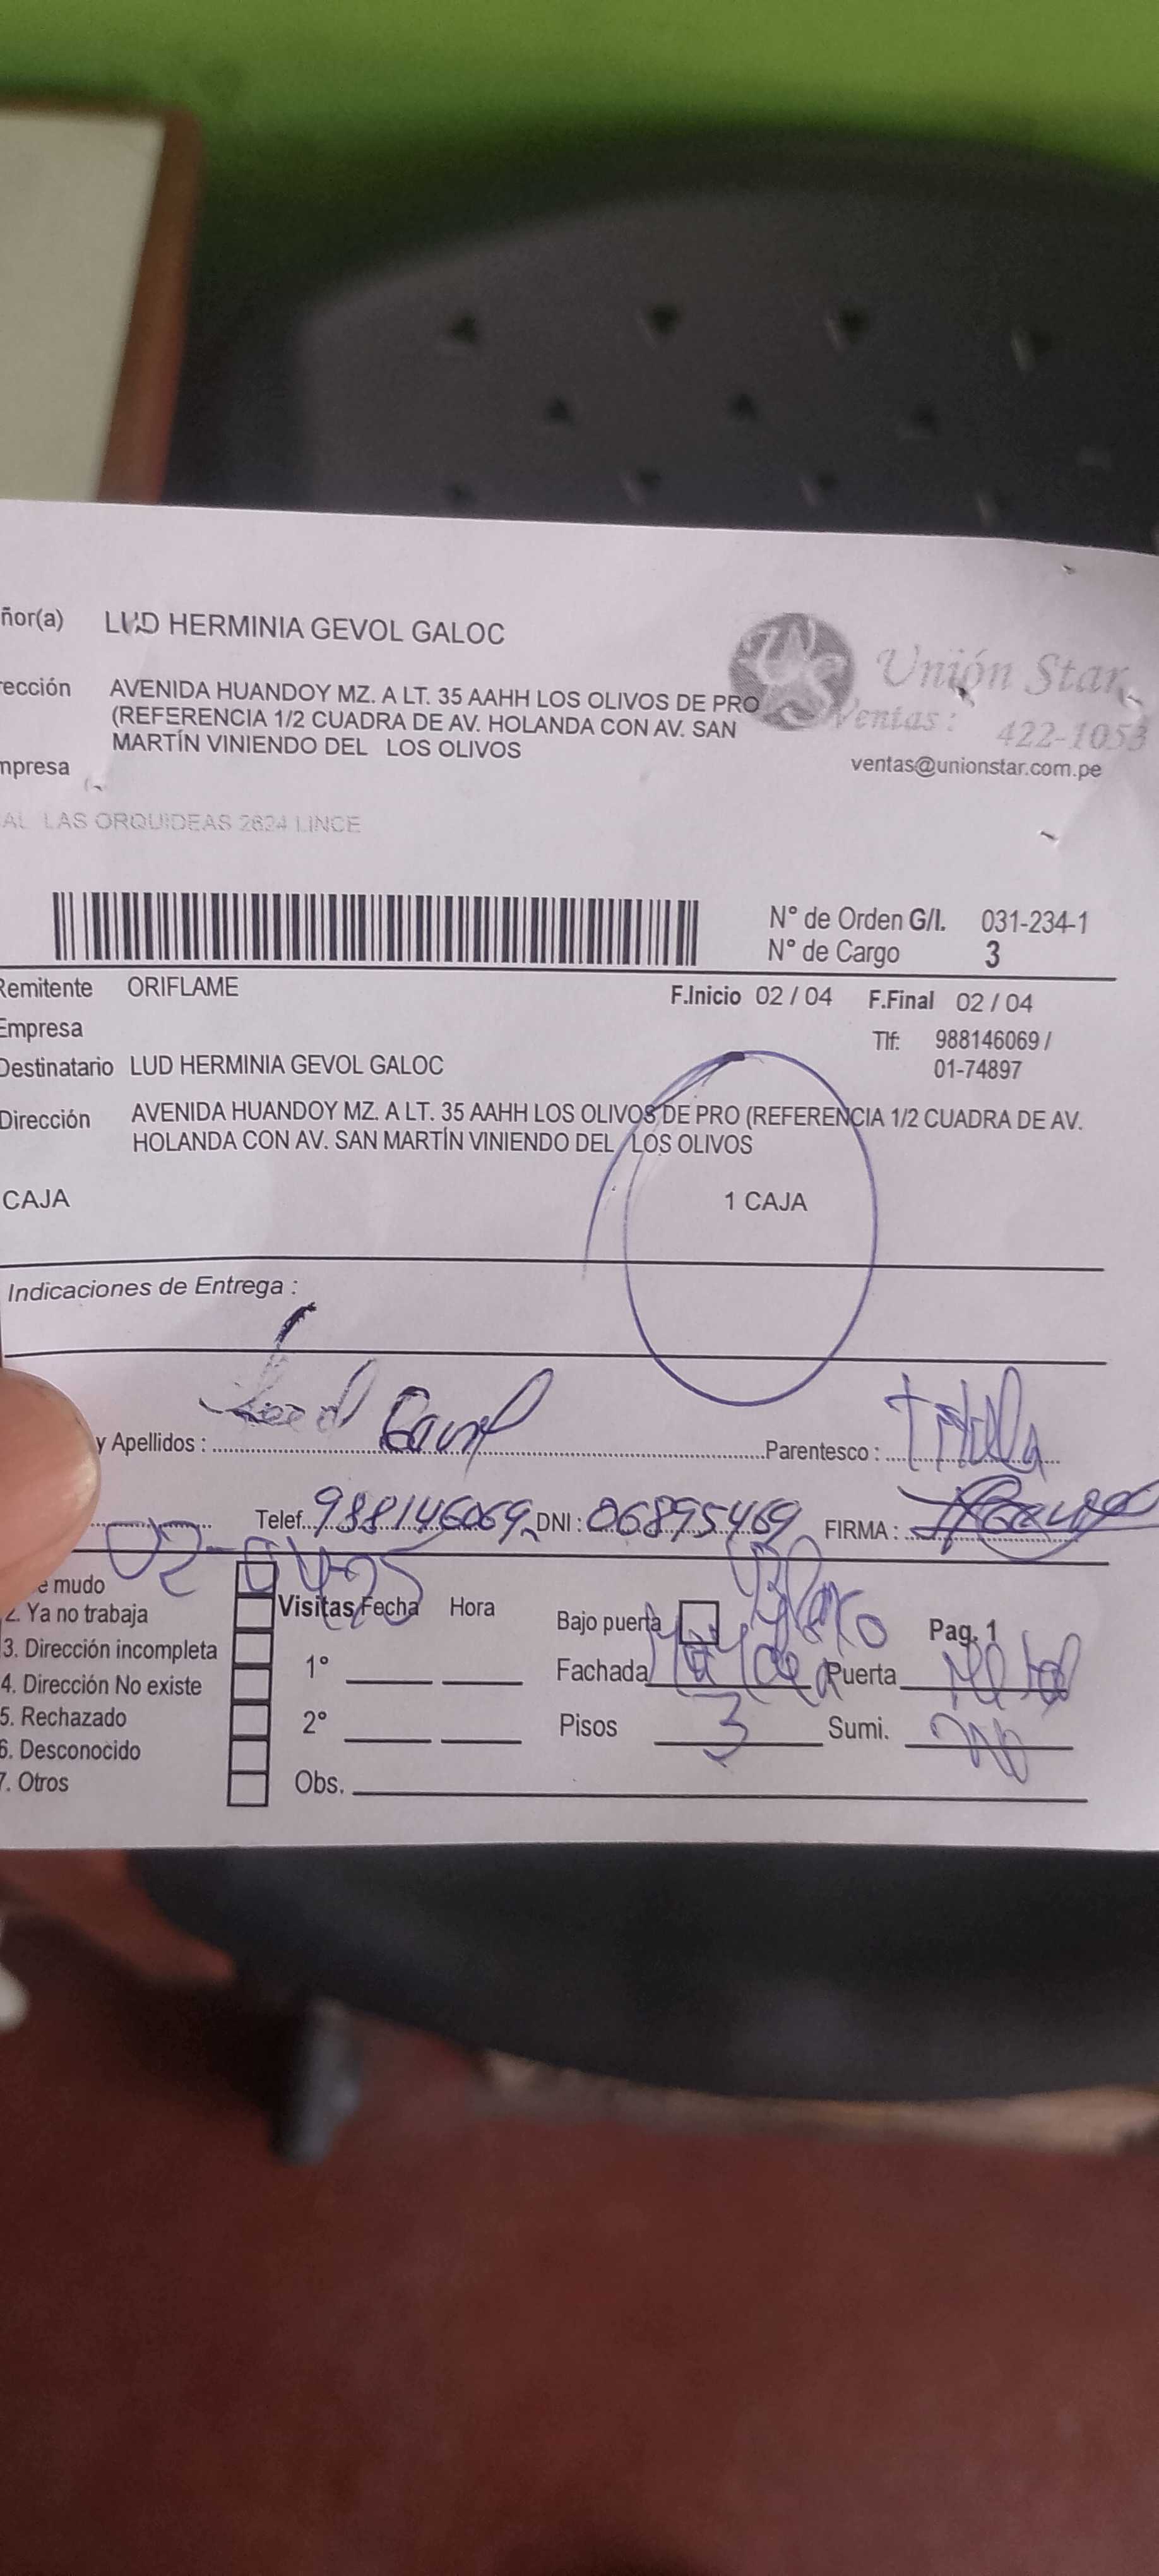 ñor(a) LUD HERMINIA GEVOL GALOC
rección AVENIDA HUANDOY MZ. A LT. 35 AAHH LOS OLIVOS DE PRO
(REFERENCIA 1/2 CUADRA DE AV. HOLANDA CON AV. SAN
MARTÍN VINIENDO DEL LOS OLIVOS
mpresa
Unión Star
Ventas: 422-1053
ventas@unionstar.com.pe
AL LAS ORQUIDEAS 2624 LINCE
N° de Orden G/I. 031-234-1
N° de Cargo 3
Remitente ORIFLAME
F.Inicio 02 / 04 F.Final 02 / 04
Empresa
Tlf: 988146069 /
01-74897
Destinatario LUD HERMINIA GEVOL GALOC
Dirección AVENIDA HUANDOY MZ. A LT. 35 AAHH LOS OLIVOS DE PRO (REFERENCIA 1/2 CUADRA DE AV.
HOLANDA CON AV. SAN MARTÍN VINIENDO DEL LOS OLIVOS
CAJA 1 CAJA
Indicaciones de Entrega :
y Apellidos : Parentesco :
Telef. 988146069 DNI : 06895469 FIRMA :
02-04-25
e mudo
2. Ya no trabaja
3. Dirección incompleta
4. Dirección No existe
5. Rechazado
6. Desconocido
7. Otros
Visitas Fecha Hora
1°
2°
Obs.
Bajo puerta Pag. 1
Fachada Puerta Metal
Pisos 3 Sumi. NO